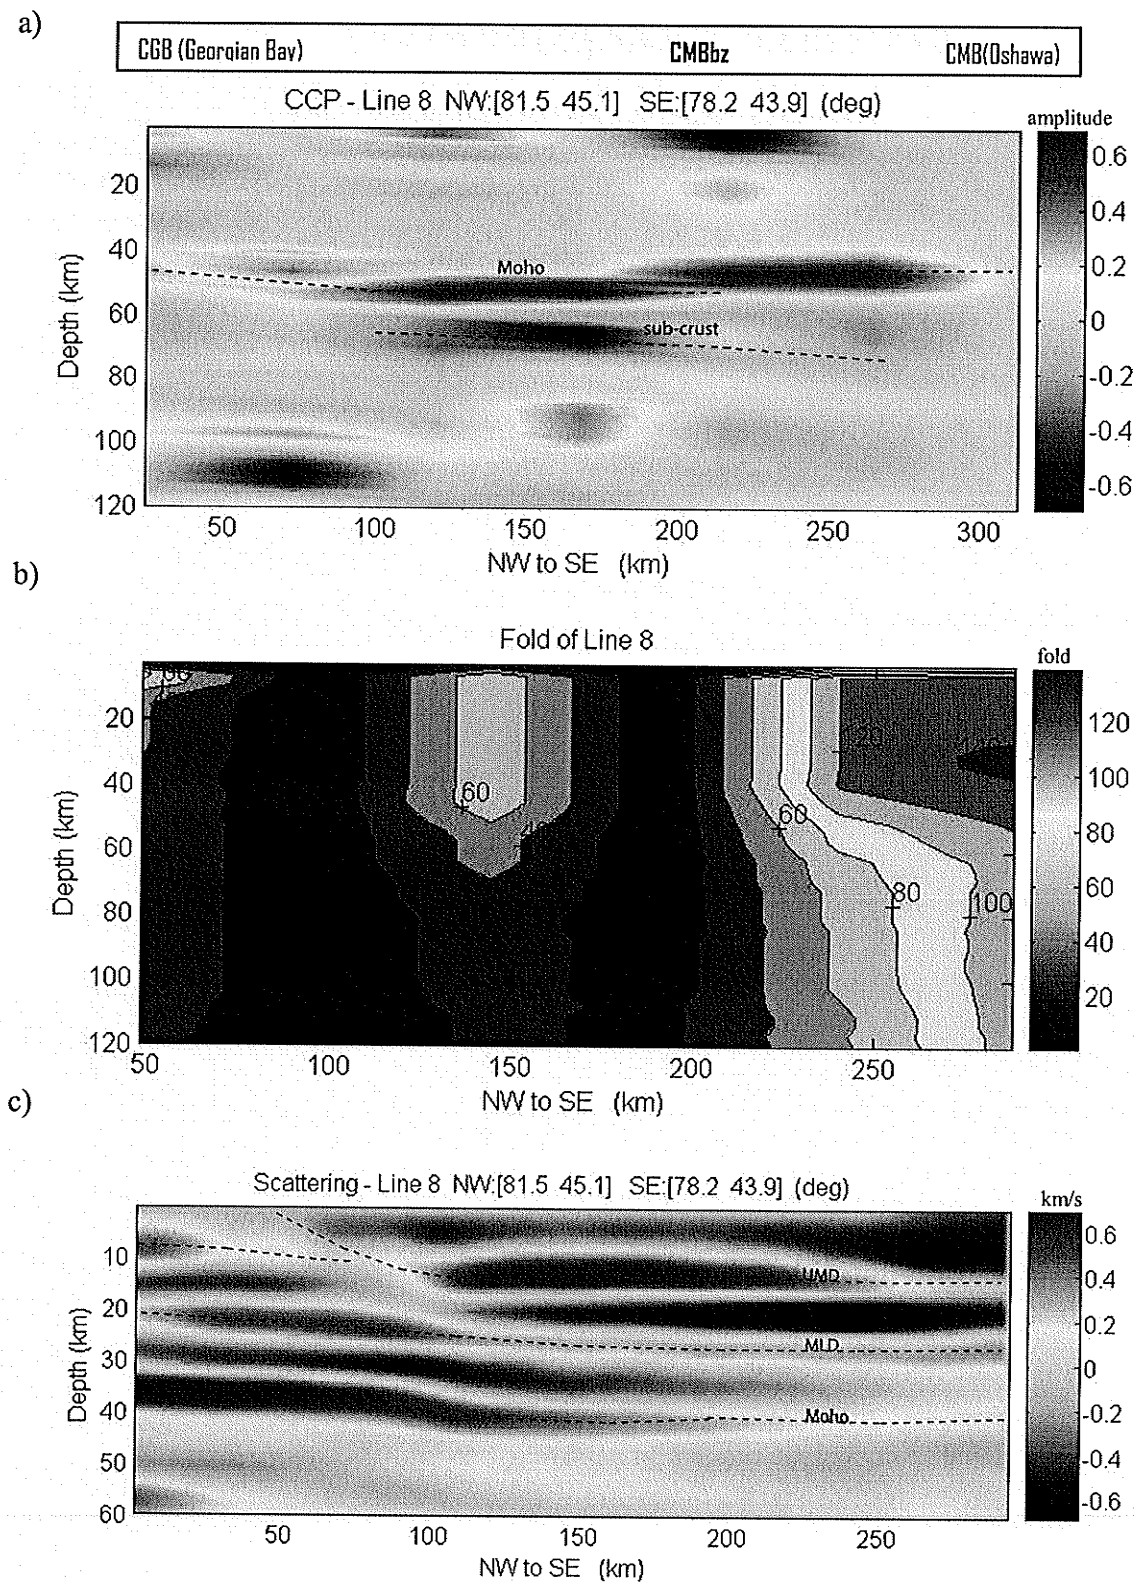 a)
CGB (Georgian Bay) CMBbz CMB(Oshawa)
CCP - Line 8 NW:[81.5 45.1] SE:[78.2 43.9] (deg)
amplitude
Moho
sub-crust
Depth (km)
20
40
60
80
100
120
50 100 150 200 250 300
NW to SE (km)
0.6
0.4
0.2
0
-0.2
-0.4
-0.6
b)
Fold of Line 8
fold
60
60
80
100
Depth (km)
20
40
60
80
100
120
50 100 150 200 250
NW to SE (km)
120
100
80
60
40
20
c)
Scattering - Line 8 NW:[81.5 45.1] SE:[78.2 43.9] (deg)
km/s
UMD
MLD
Moho
Depth (km)
10
20
30
40
50
60
50 100 150 200 250
NW to SE (km)
0.6
0.4
0.2
0
-0.2
-0.4
-0.6